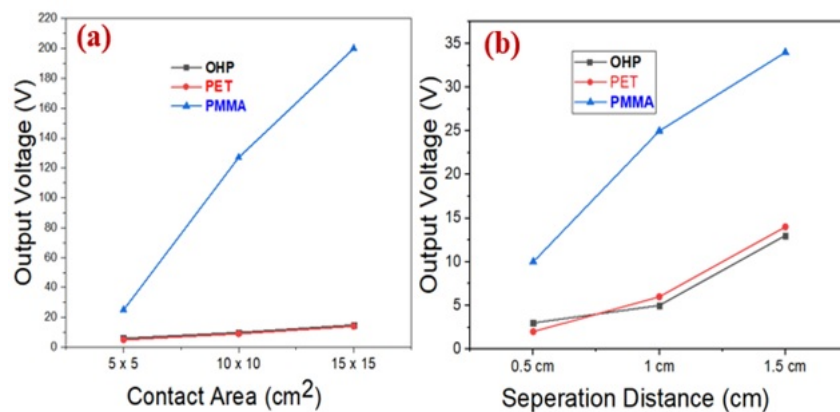 (a)
OHP
PET
PMMA
Output Voltage (V)
220
200
180
160
140
120
100
80
60
40
20
0
5 x 5
10 x 10
15 x 15
Contact Area (cm²)
(b)
OHP
PET
PMMA
Output Voltage (V)
35
30
25
20
15
10
5
0
0.5 cm
1 cm
1.5 cm
Seperation Distance (cm)